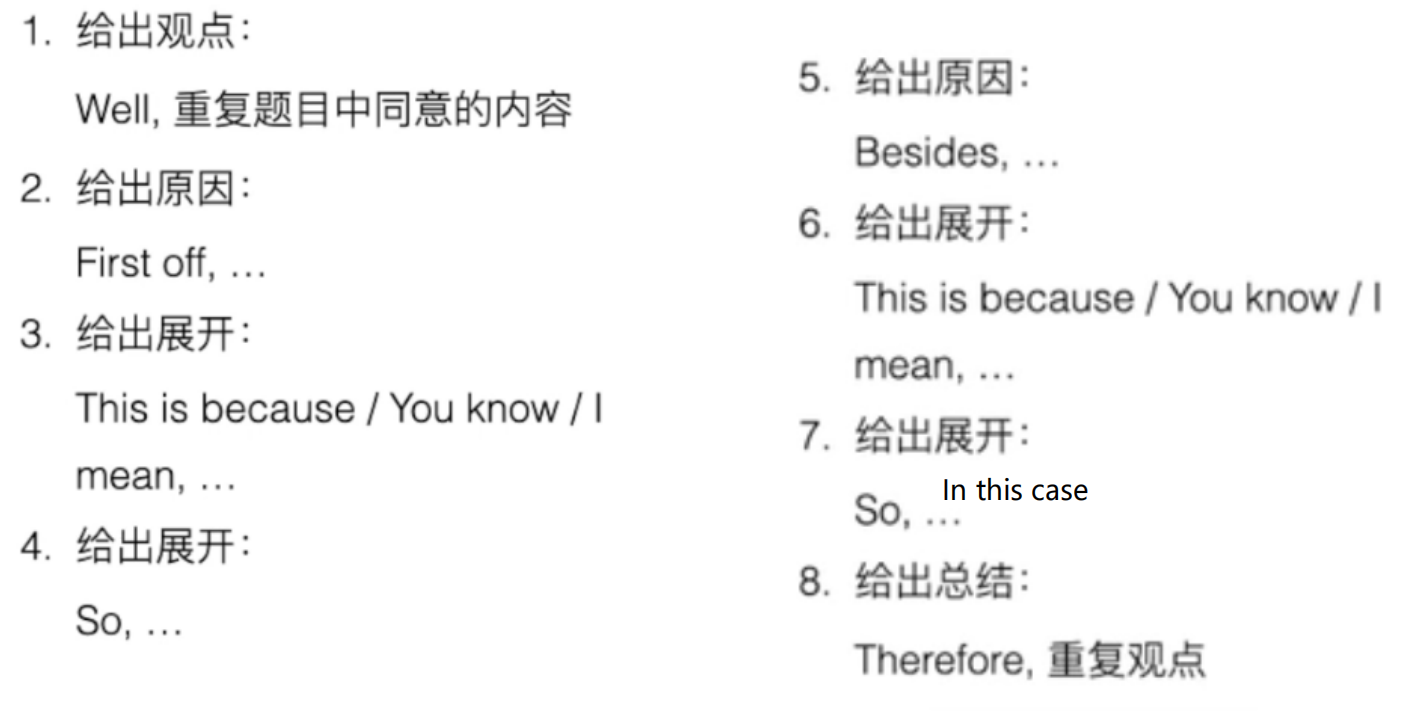 1. 给出观点：
Well, 重复题目中同意的内容
2. 给出原因：
First off, …
3. 给出展开：
This is because / You know / I
mean, …
4. 给出展开：
So, …
5. 给出原因：
Besides, …
6. 给出展开：
This is because / You know / I
mean, …
7. 给出展开：
In this case
So, …
8. 给出总结：
Therefore, 重复观点